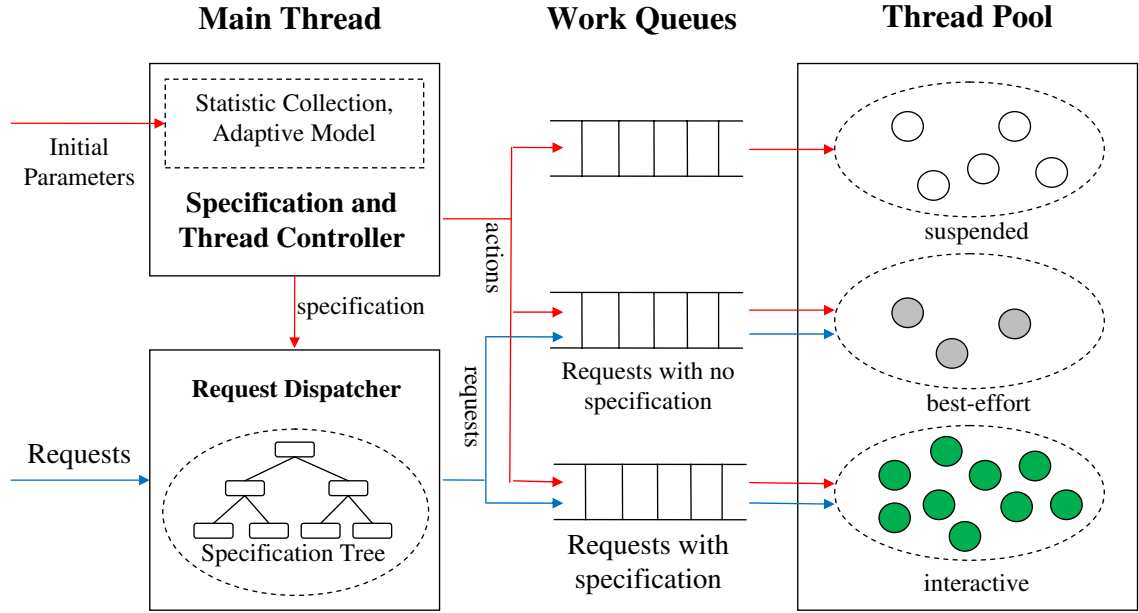 Main Thread
Work Queues
Thread Pool
Statistic Collection,
Adaptive Model
Initial
Parameters
Specification and
Thread Controller
actions
suspended
specification
Request Dispatcher
requests
Requests with no
specification
best-effort
Requests
Specification Tree
Requests with
specification
interactive